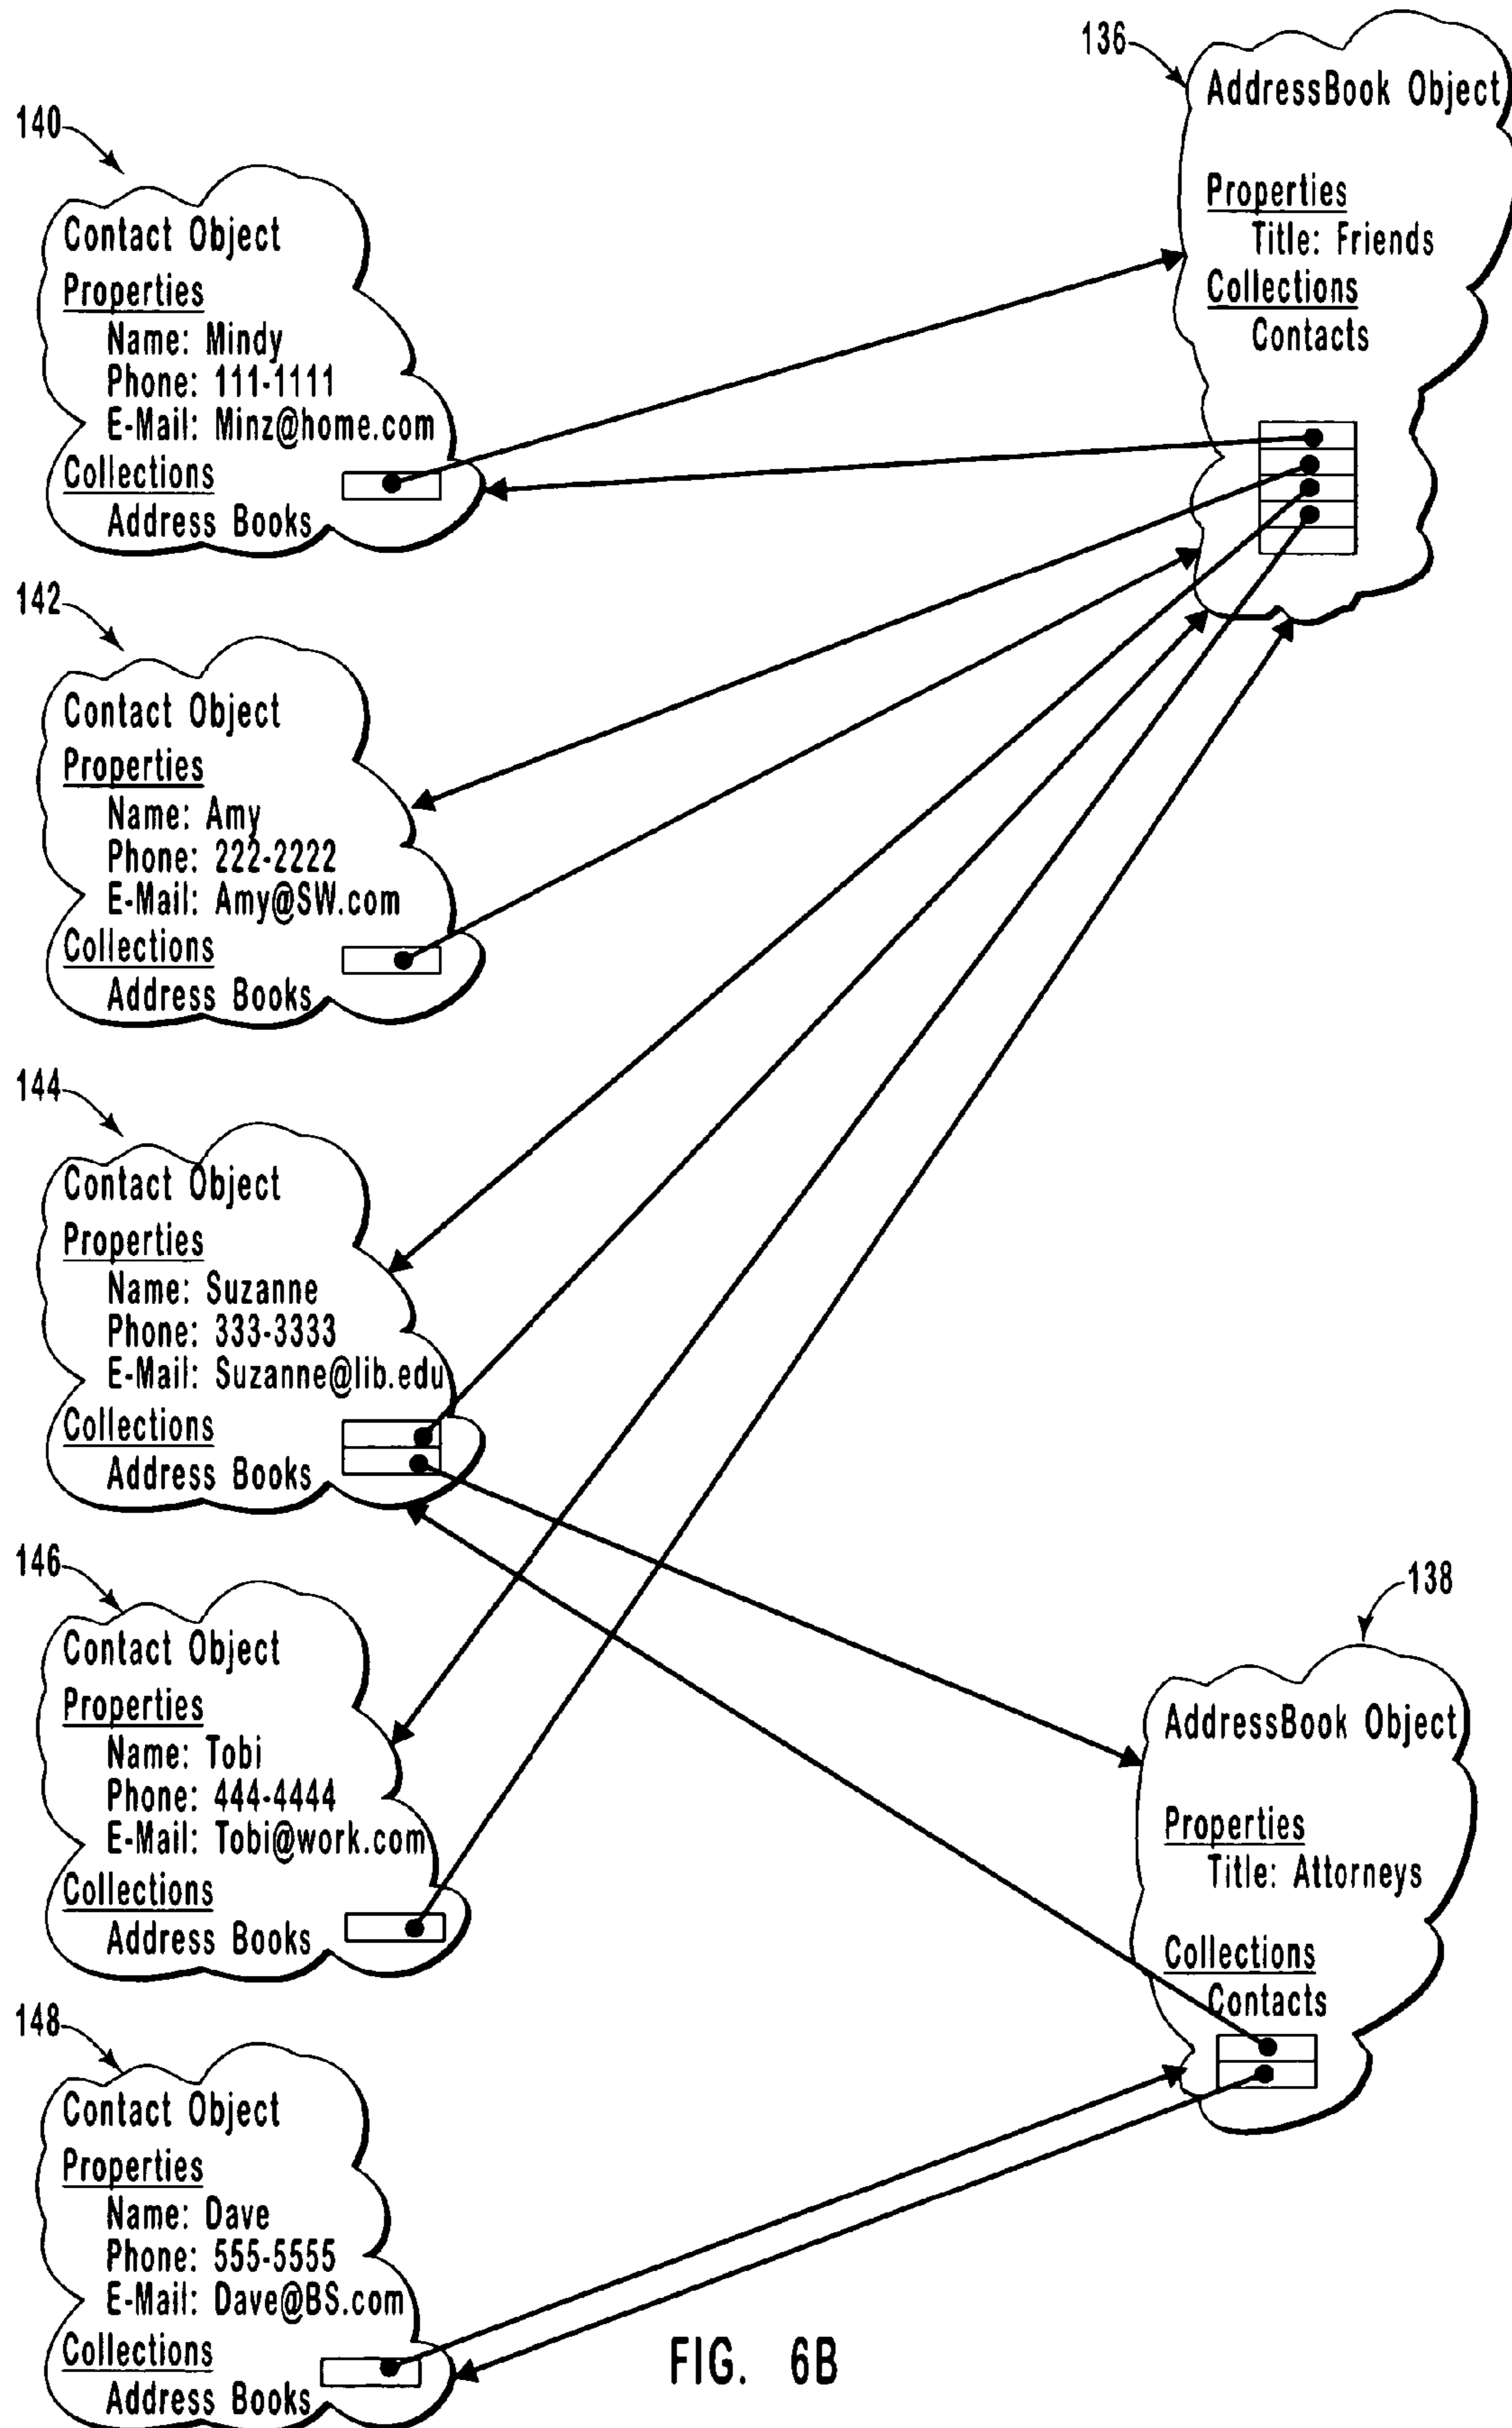 136
AddressBook Object
Properties
Title: Friends
Collections
Contacts
140
Contact Object
Properties
Name: Mindy
Phone: 111-1111
E-Mail: Minz@home.com
Collections
Address Books
142
Contact Object
Properties
Name: Amy
Phone: 222-2222
E-Mail: Amy@SW.com
Collections
Address Books
144
Contact Object
Properties
Name: Suzanne
Phone: 333-3333
E-Mail: Suzanne@lib.edu
Collections
Address Books
146
Contact Object
Properties
Name: Tobi
Phone: 444-4444
E-Mail: Tobi@work.com
Collections
Address Books
138
AddressBook Object
Properties
Title: Attorneys
Collections
Contacts
148
Contact Object
Properties
Name: Dave
Phone: 555-5555
E-Mail: Dave@BS.com
Collections
Address Books
FIG. 6B